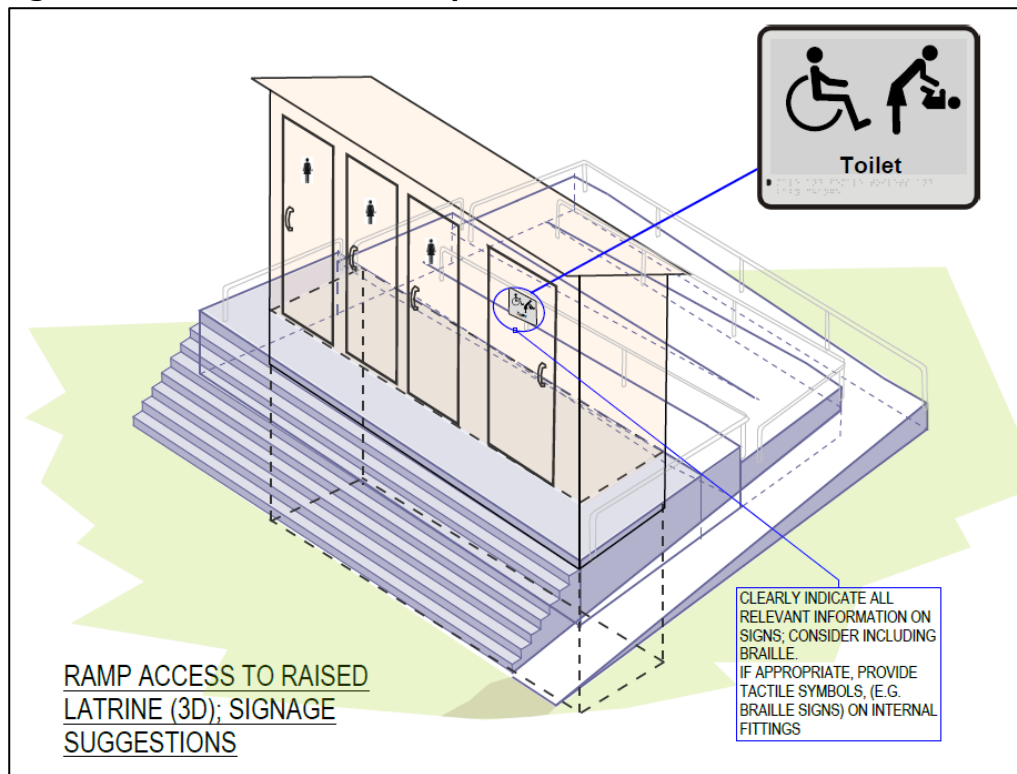 Toilet
CLEARLY INDICATE ALL
RELEVANT INFORMATION ON
SIGNS; CONSIDER INCLUDING
BRAILLE.
IF APPROPRIATE, PROVIDE
TACTILE SYMBOLS, (E.G.
BRAILLE SIGNS) ON INTERNAL
FITTINGS
RAMP ACCESS TO RAISED
LATRINE (3D); SIGNAGE
SUGGESTIONS